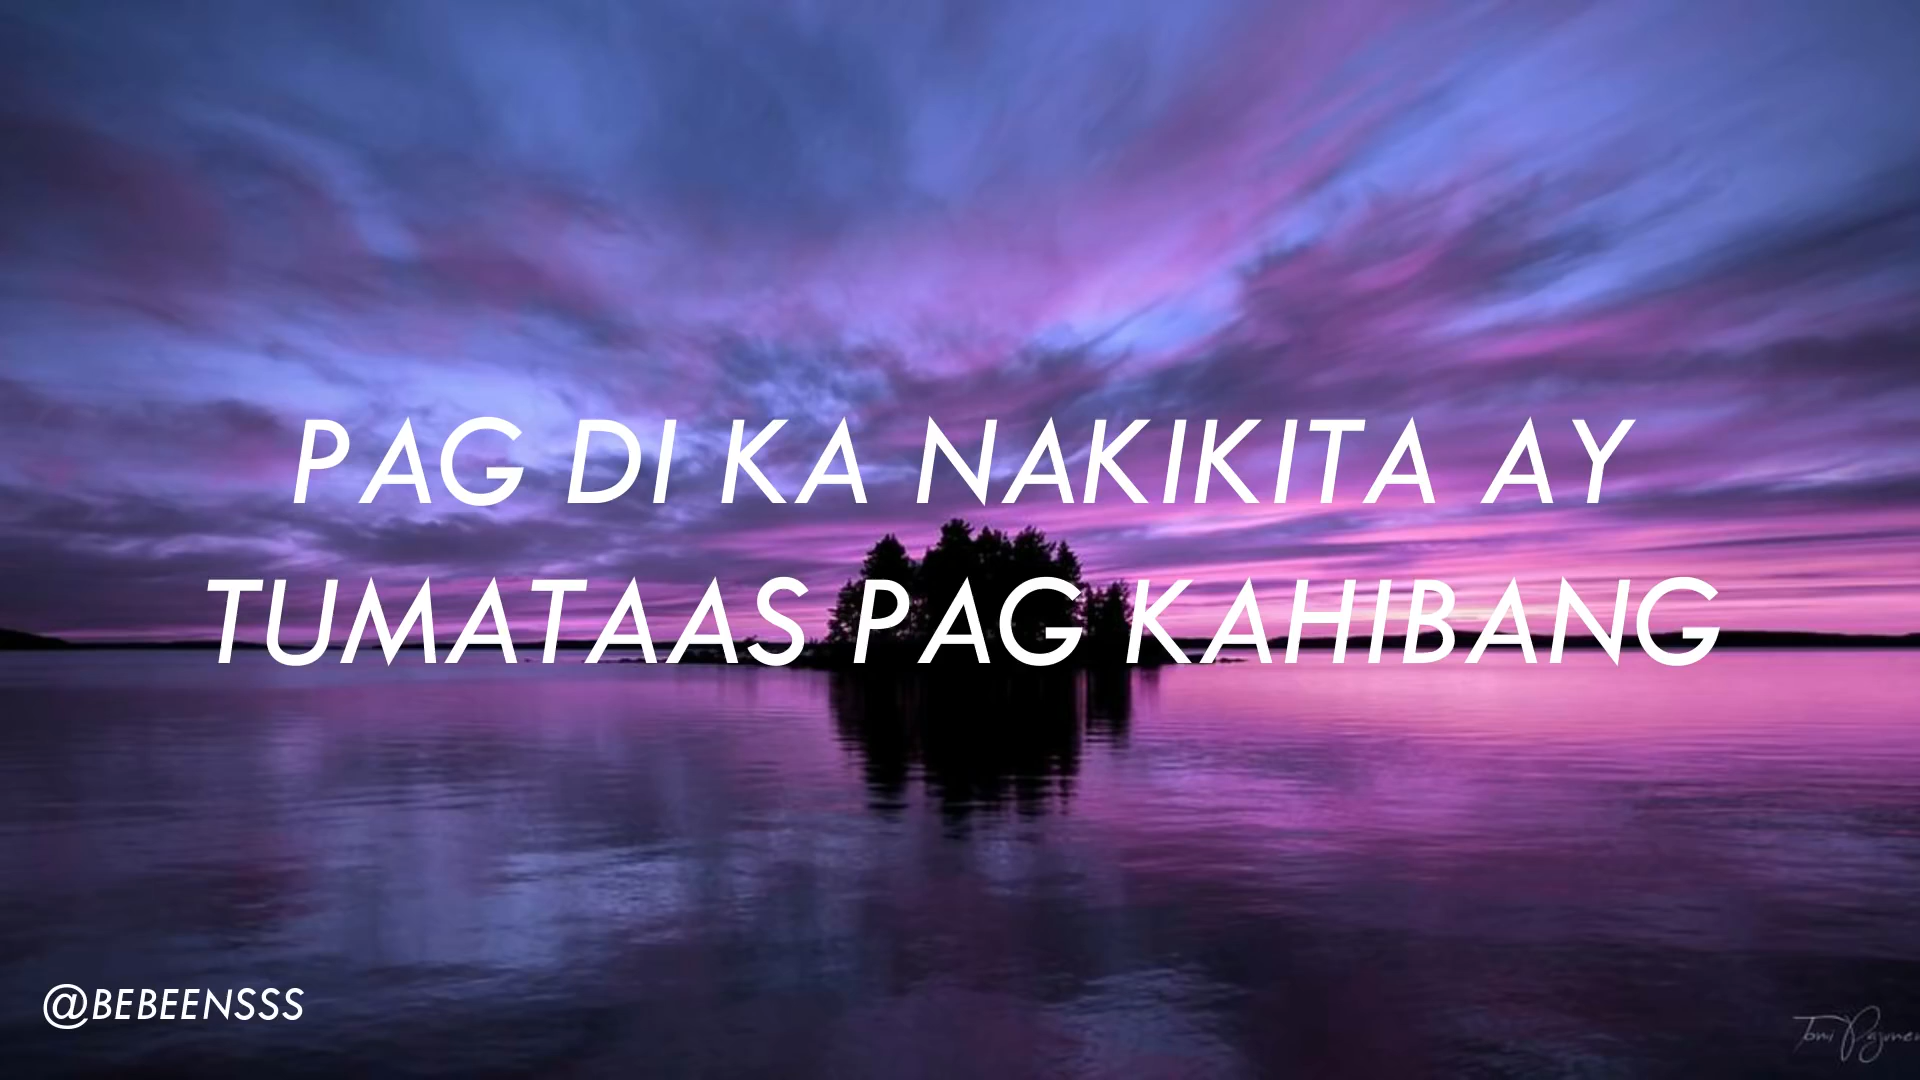 PAG DI KA NAKIKITA AY
TUMATAAS PAG KAHIBANG
@BEBEENSSS